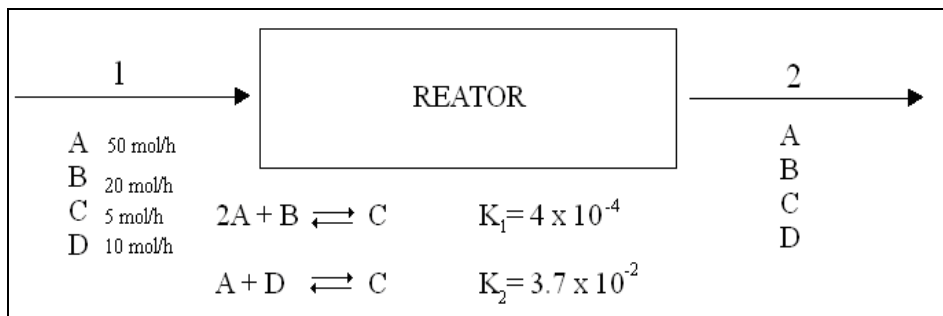 1
REATOR
2
A 50 mol/h
B 20 mol/h
C 5 mol/h
D 10 mol/h
2A + B ⇄ C K₁= 4 x 10⁻⁴
A + D ⇄ C K₂= 3.7 x 10⁻²
A
B
C
D